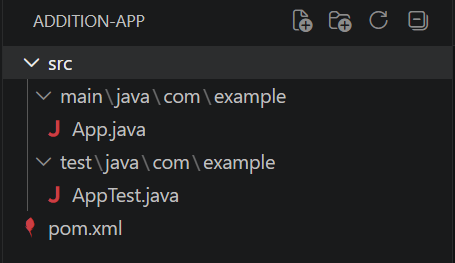 ADDITION-APP
src
main\java\com\example
App.java
test\java\com\example
AppTest.java
pom.xml